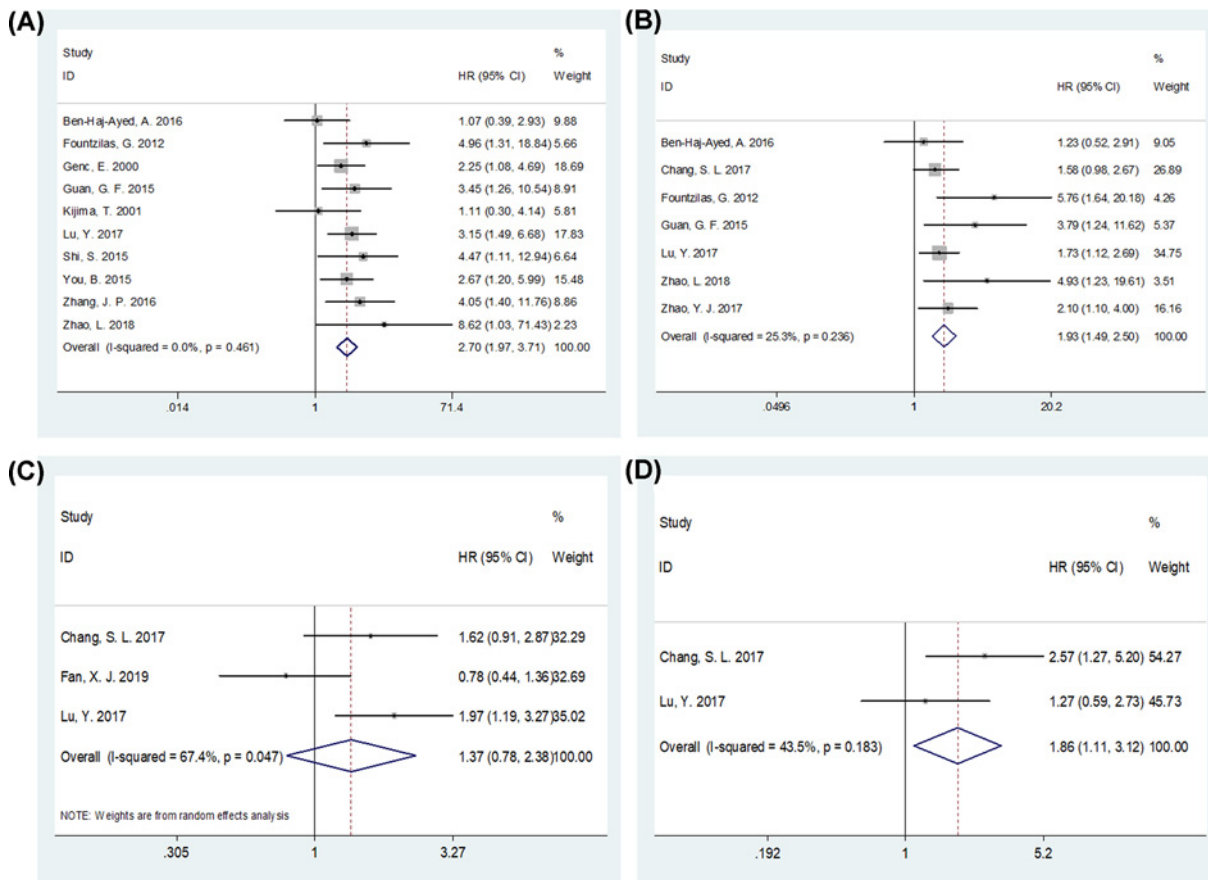 (A)
Study %
ID HR (95% CI) Weight
Ben-Haj-Ayed, A. 2016 1.07 (0.39, 2.93) 9.88
Fountzilas, G. 2012 4.96 (1.31, 18.84) 5.66
Genc, E. 2000 2.25 (1.08, 4.69) 18.69
Guan, G. F. 2015 3.45 (1.26, 10.54) 8.91
Kijima, T. 2001 1.11 (0.30, 4.14) 5.81
Lu, Y. 2017 3.15 (1.49, 6.68) 17.83
Shi, S. 2015 4.47 (1.11, 12.94) 6.64
You, B. 2015 2.67 (1.20, 5.99) 15.48
Zhang, J. P. 2016 4.05 (1.40, 11.76) 8.86
Zhao, L. 2018 8.62 (1.03, 71.43) 2.23
Overall (I-squared = 0.0%, p = 0.461) 2.70 (1.97, 3.71) 100.00
.014 1 71.4
(B)
Study %
ID HR (95% CI) Weight
Ben-Haj-Ayed, A. 2016 1.23 (0.52, 2.91) 9.05
Chang, S. L. 2017 1.58 (0.98, 2.67) 26.89
Fountzilas, G. 2012 5.76 (1.64, 20.18) 4.26
Guan, G. F. 2015 3.79 (1.24, 11.62) 5.37
Lu, Y. 2017 1.73 (1.12, 2.69) 34.75
Zhao, L. 2018 4.93 (1.23, 19.61) 3.51
Zhao, Y. J. 2017 2.10 (1.10, 4.00) 16.16
Overall (I-squared = 25.3%, p = 0.236) 1.93 (1.49, 2.50) 100.00
.0496 1 20.2
(C)
Study %
ID HR (95% CI) Weight
Chang, S. L. 2017 1.62 (0.91, 2.87) 32.29
Fan, X. J. 2019 0.78 (0.44, 1.36) 32.69
Lu, Y. 2017 1.97 (1.19, 3.27) 35.02
Overall (I-squared = 67.4%, p = 0.047) 1.37 (0.78, 2.38) 100.00
NOTE: Weights are from random effects analysis
.305 1 3.27
(D)
Study %
ID HR (95% CI) Weight
Chang, S. L. 2017 2.57 (1.27, 5.20) 54.27
Lu, Y. 2017 1.27 (0.59, 2.73) 45.73
Overall (I-squared = 43.5%, p = 0.183) 1.86 (1.11, 3.12) 100.00
.192 1 5.2